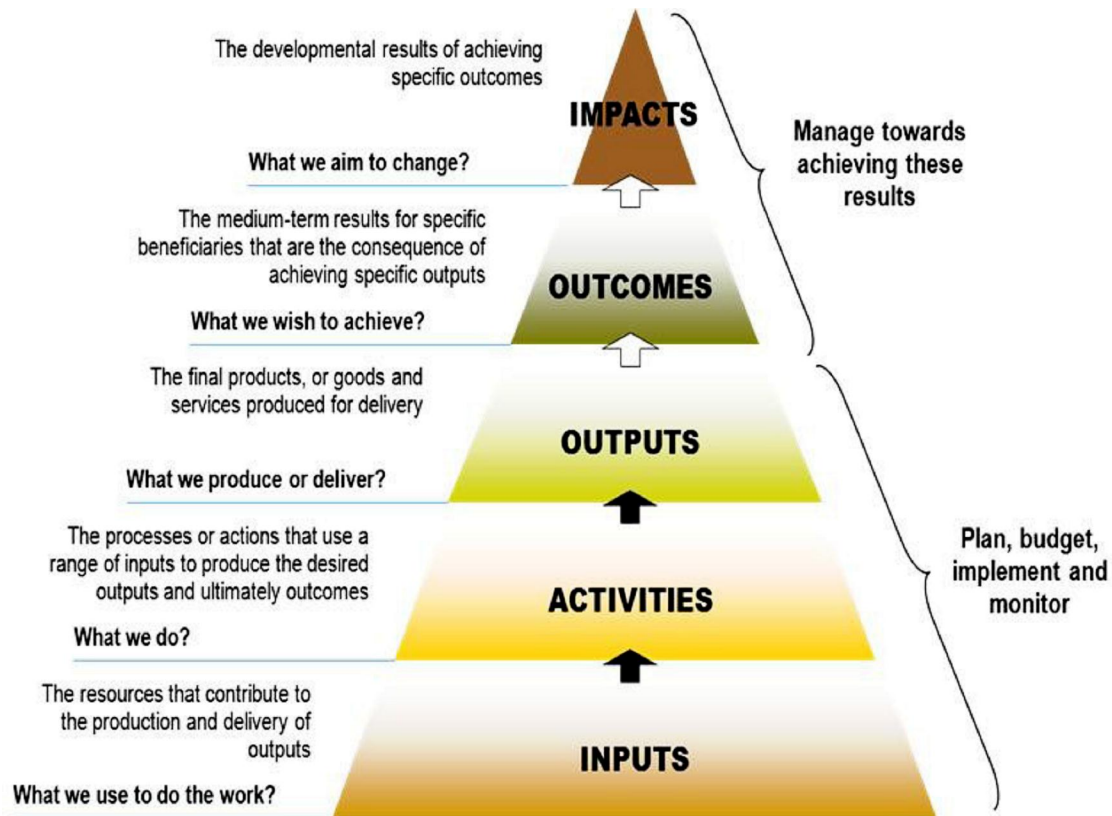 The developmental results of achieving
specific outcomes
IMPACTS
What we aim to change?
Manage towards
achieving these
results
The medium-term results for specific
beneficiaries that are the consequence of
achieving specific outputs
OUTCOMES
What we wish to achieve?
The final products, or goods and
services produced for delivery
OUTPUTS
What we produce or deliver?
The processes or actions that use a
range of inputs to produce the desired
outputs and ultimately outcomes
ACTIVITIES
What we do?
Plan, budget,
implement and
monitor
The resources that contribute to
the production and delivery of
outputs
INPUTS
What we use to do the work?